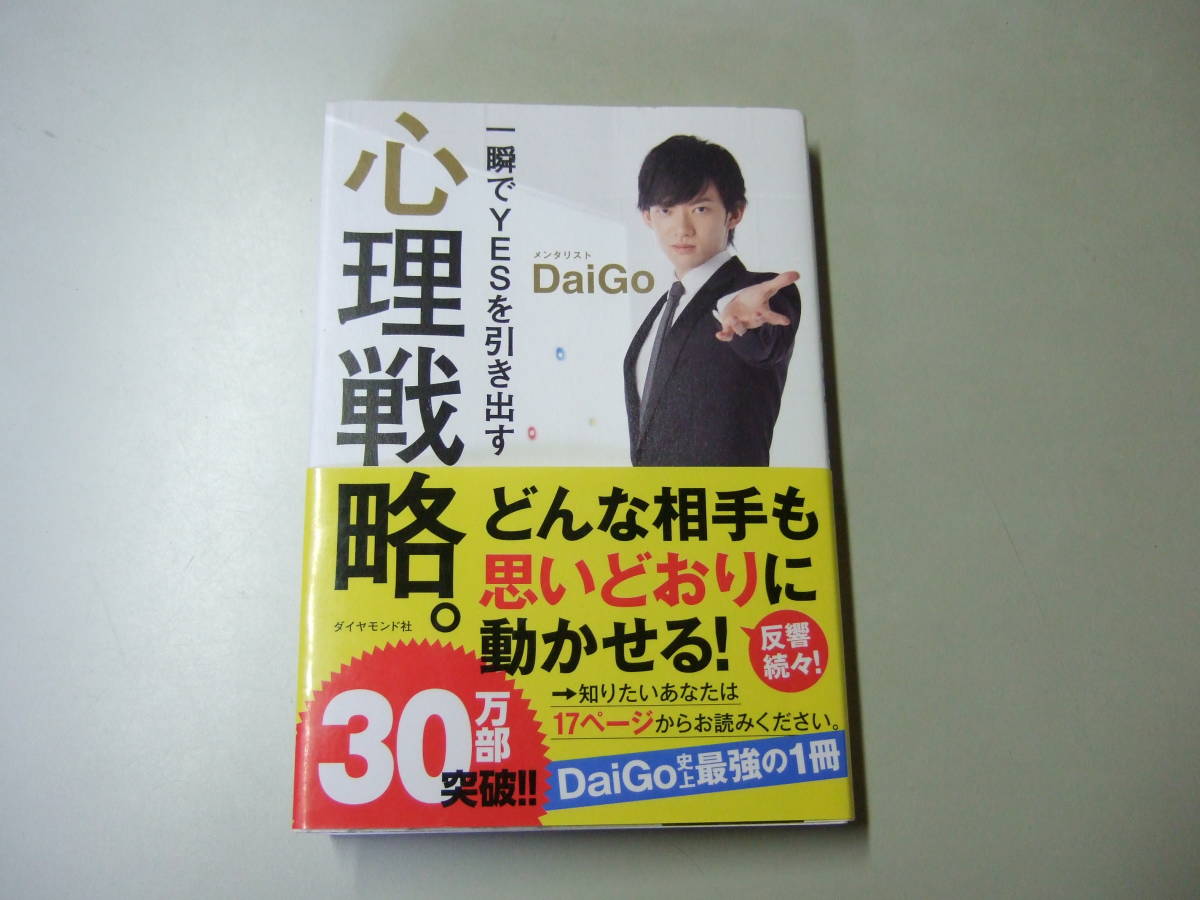 一瞬でYESを引き出す
心理戦略。
メンタリスト
DaiGo
ダイヤモンド社
どんな相手も
思いどおりに
動かせる!
反響
続々!
→知りたいあなたは
17ページからお読みください。
30万部
突破!!
DaiGo史上最強の1冊